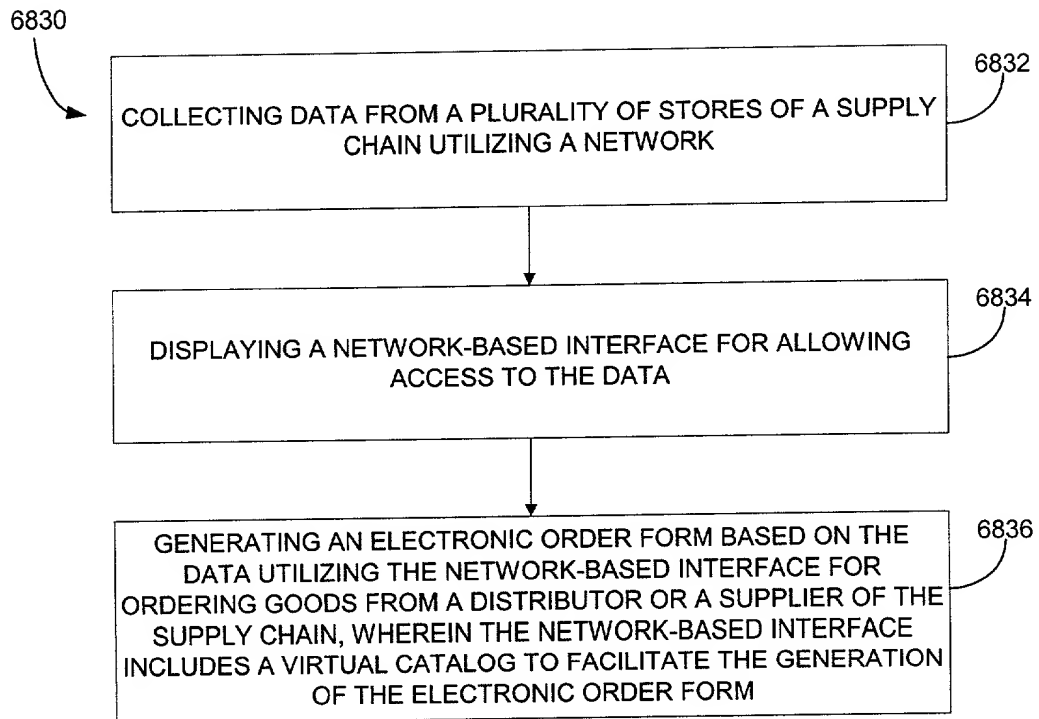 6830
6832
COLLECTING DATA FROM A PLURALITY OF STORES OF A SUPPLY
CHAIN UTILIZING A NETWORK
6834
DISPLAYING A NETWORK-BASED INTERFACE FOR ALLOWING
ACCESS TO THE DATA
6836
GENERATING AN ELECTRONIC ORDER FORM BASED ON THE
DATA UTILIZING THE NETWORK-BASED INTERFACE FOR
ORDERING GOODS FROM A DISTRIBUTOR OR A SUPPLIER OF THE
SUPPLY CHAIN, WHEREIN THE NETWORK-BASED INTERFACE
INCLUDES A VIRTUAL CATALOG TO FACILITATE THE GENERATION
OF THE ELECTRONIC ORDER FORM